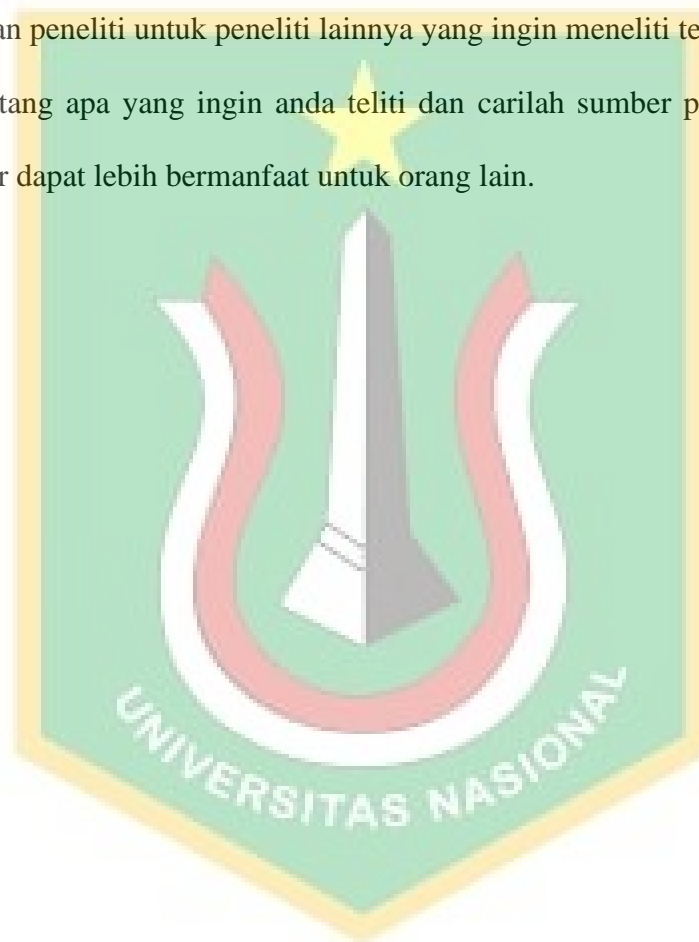 an peneliti untuk peneliti lainnya yang ingin meneliti te
tang apa yang ingin anda teliti dan carilah sumber p
r dapat lebih bermanfaat untuk orang lain.
UNIVERSITAS NASIONAL